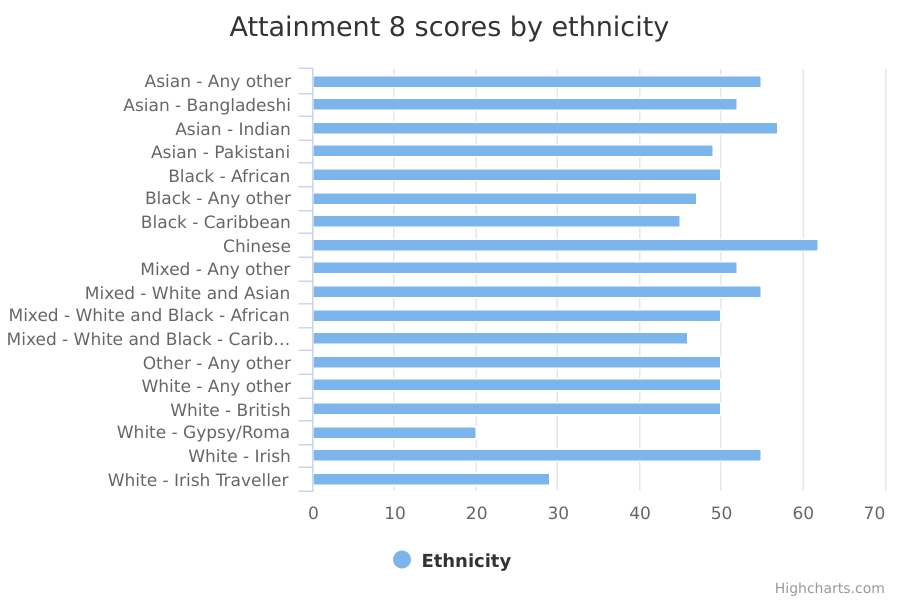 Attainment 8 scores by ethnicity
Asian - Any other
Asian - Bangladeshi
Asian - Indian
Asian - Pakistani
Black - African
Black - Any other
Black - Caribbean
Chinese
Mixed - Any other
Mixed - White and Asian
Mixed - White and Black - African
Mixed - White and Black - Carib…
Other - Any other
White - Any other
White - British
White - Gypsy/Roma
White - Irish
White - Irish Traveller
0 10 20 30 40 50 60 70
Ethnicity
Highcharts.com